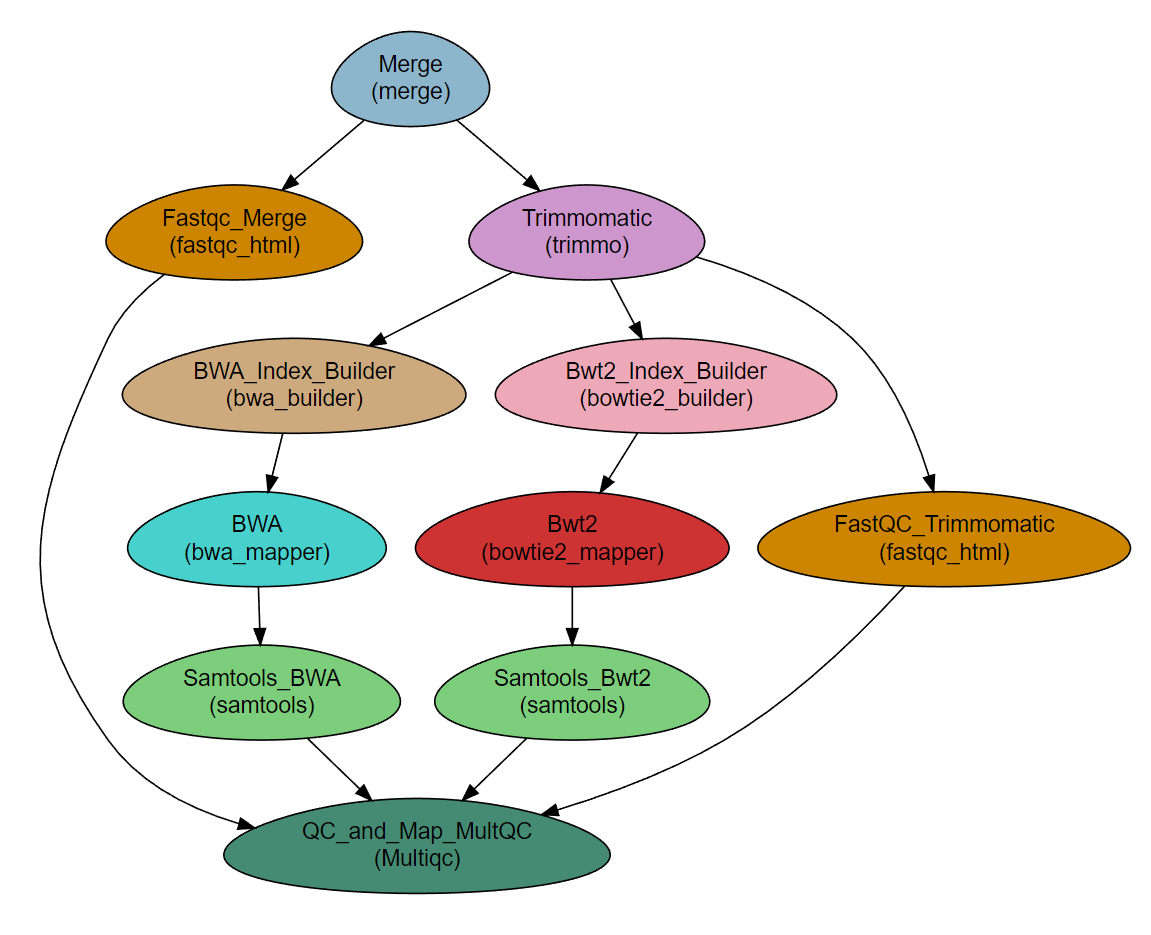 Merge
(merge)
Fastqc_Merge
(fastqc_html)
Trimmomatic
(trimmo)
BWA_Index_Builder
(bwa_builder)
Bwt2_Index_Builder
(bowtie2_builder)
BWA
(bwa_mapper)
Bwt2
(bowtie2_mapper)
FastQC_Trimmomatic
(fastqc_html)
Samtools_BWA
(samtools)
Samtools_Bwt2
(samtools)
QC_and_Map_MultQC
(Multiqc)